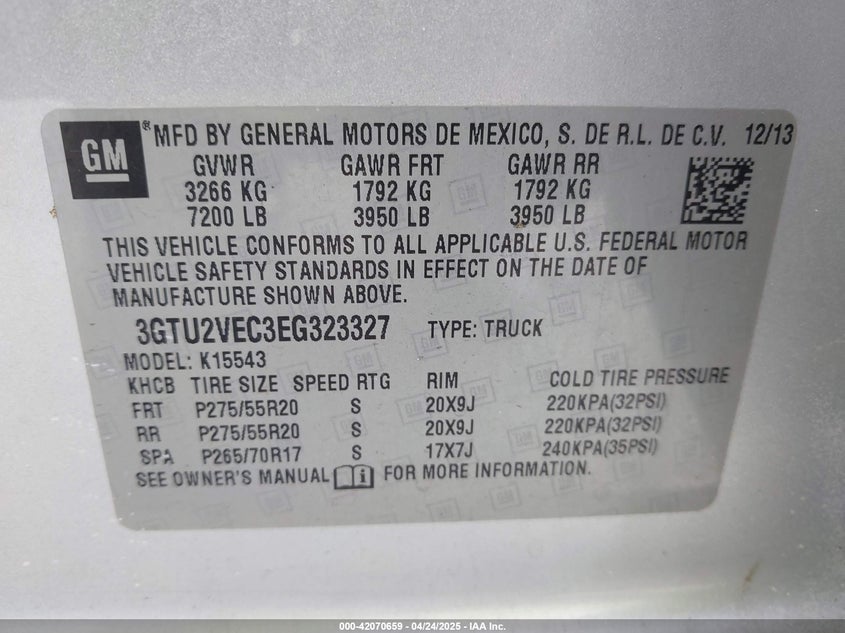 GM ® MFD BY GENERAL MOTORS DE MEXICO, S. DE R.L. DE C.V. 12/13
GVWR GAWR FRT GAWR RR
3266 KG 1792 KG 1792 KG
7200 LB 3950 LB 3950 LB
THIS VEHICLE CONFORMS TO ALL APPLICABLE U.S. FEDERAL MOTOR
VEHICLE SAFETY STANDARDS IN EFFECT ON THE DATE OF
MANUFACTURE SHOWN ABOVE.
3GTU2VEC3EG323327 TYPE: TRUCK
MODEL: K15543
KHCB TIRE SIZE SPEED RTG RIM COLD TIRE PRESSURE
FRT P275/55R20 S 20X9J 220KPA(32PSI)
RR P275/55R20 S 20X9J 220KPA(32PSI)
SPA P265/70R17 S 17X7J 240KPA(35PSI)
SEE OWNER'S MANUAL i FOR MORE INFORMATION.
000-42070659 - 04/24/2025 - IAA Inc.